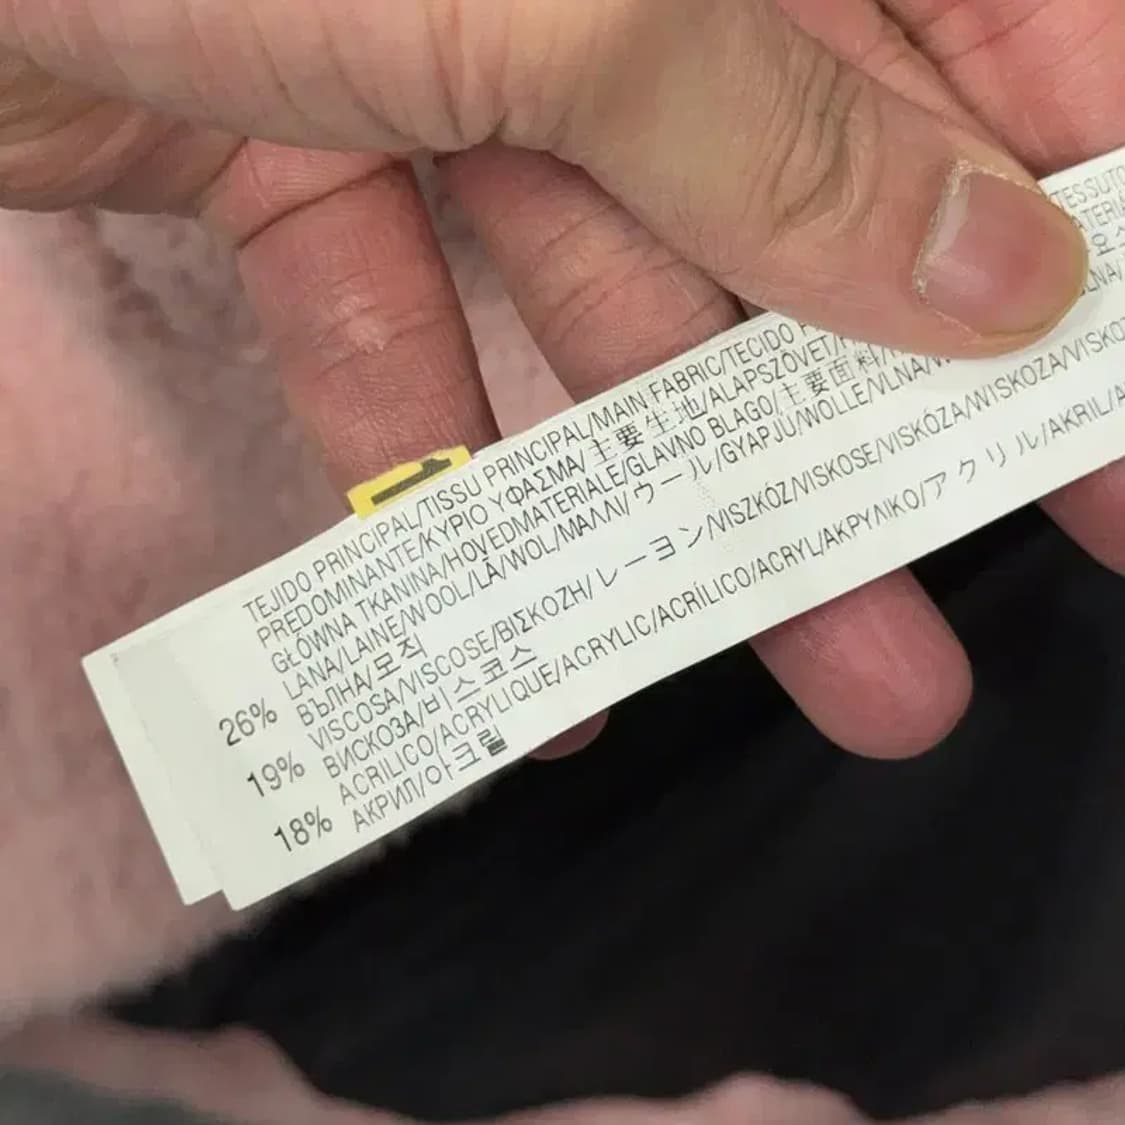 TEJIDO PRINCIPAL/TISSU PRINCIPAL/MAIN FABRIC/TECIDO
PREDOMINANTE/ΚΥΡΙΟ ΥΦΑΣΜΑ/主要生地/ALAPSZÖVET/
GŁÓWNA TKANINA/HOVEDMATERIALE/GLAVNO BLAGO/主要面料/
26% LANA/LAINE/WOOL/LÃ/WOL/ΜΑΛΛΙ/ウール/GYAPJÚ/WOLLE/VLNA/
ВЪЛНА/모직
19% VISCOSA/VISCOSE/ΒΙΣΚΟΖΗ/レーヨン/VISZKÓZ/VISKOSE/VISKÓZA/WISKOZA/
ВИСКОЗА/비스코스
18% ACRILICO/ACRYLIQUE/ACRYLIC/ACRÍLICO/ACRYL/ΑΚΡΥΛΙΚΟ/アクリル/AKRIL/
АКРИЛ/아크릴